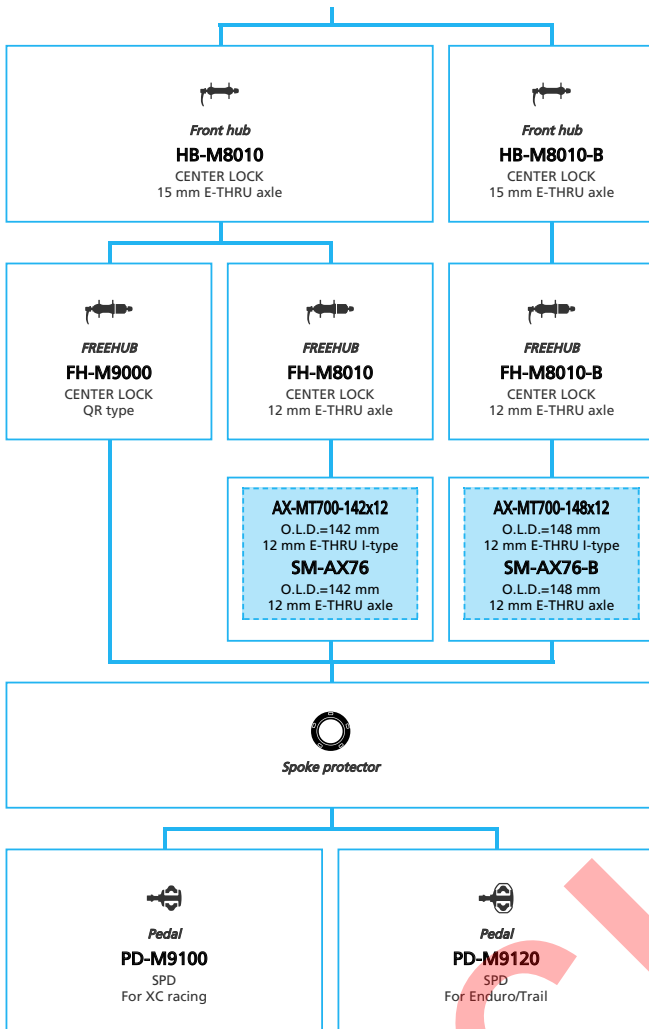 Front hub
HB-M8010
CENTER LOCK
15 mm E-THRU axle
Front hub
HB-M8010-B
CENTER LOCK
15 mm E-THRU axle
FREEHUB
FH-M9000
CENTER LOCK
QR type
FREEHUB
FH-M8010
CENTER LOCK
12 mm E-THRU axle
FREEHUB
FH-M8010-B
CENTER LOCK
12 mm E-THRU axle
AX-MT700-142x12
O.L.D.=142 mm
12 mm E-THRU I-type
SM-AX76
O.L.D.=142 mm
12 mm E-THRU axle
AX-MT700-148x12
O.L.D.=148 mm
12 mm E-THRU I-type
SM-AX76-B
O.L.D.=148 mm
12 mm E-THRU axle
Spoke protector
Pedal
PD-M9100
SPD
For XC racing
Pedal
PD-M9120
SPD
For Enduro/Trail